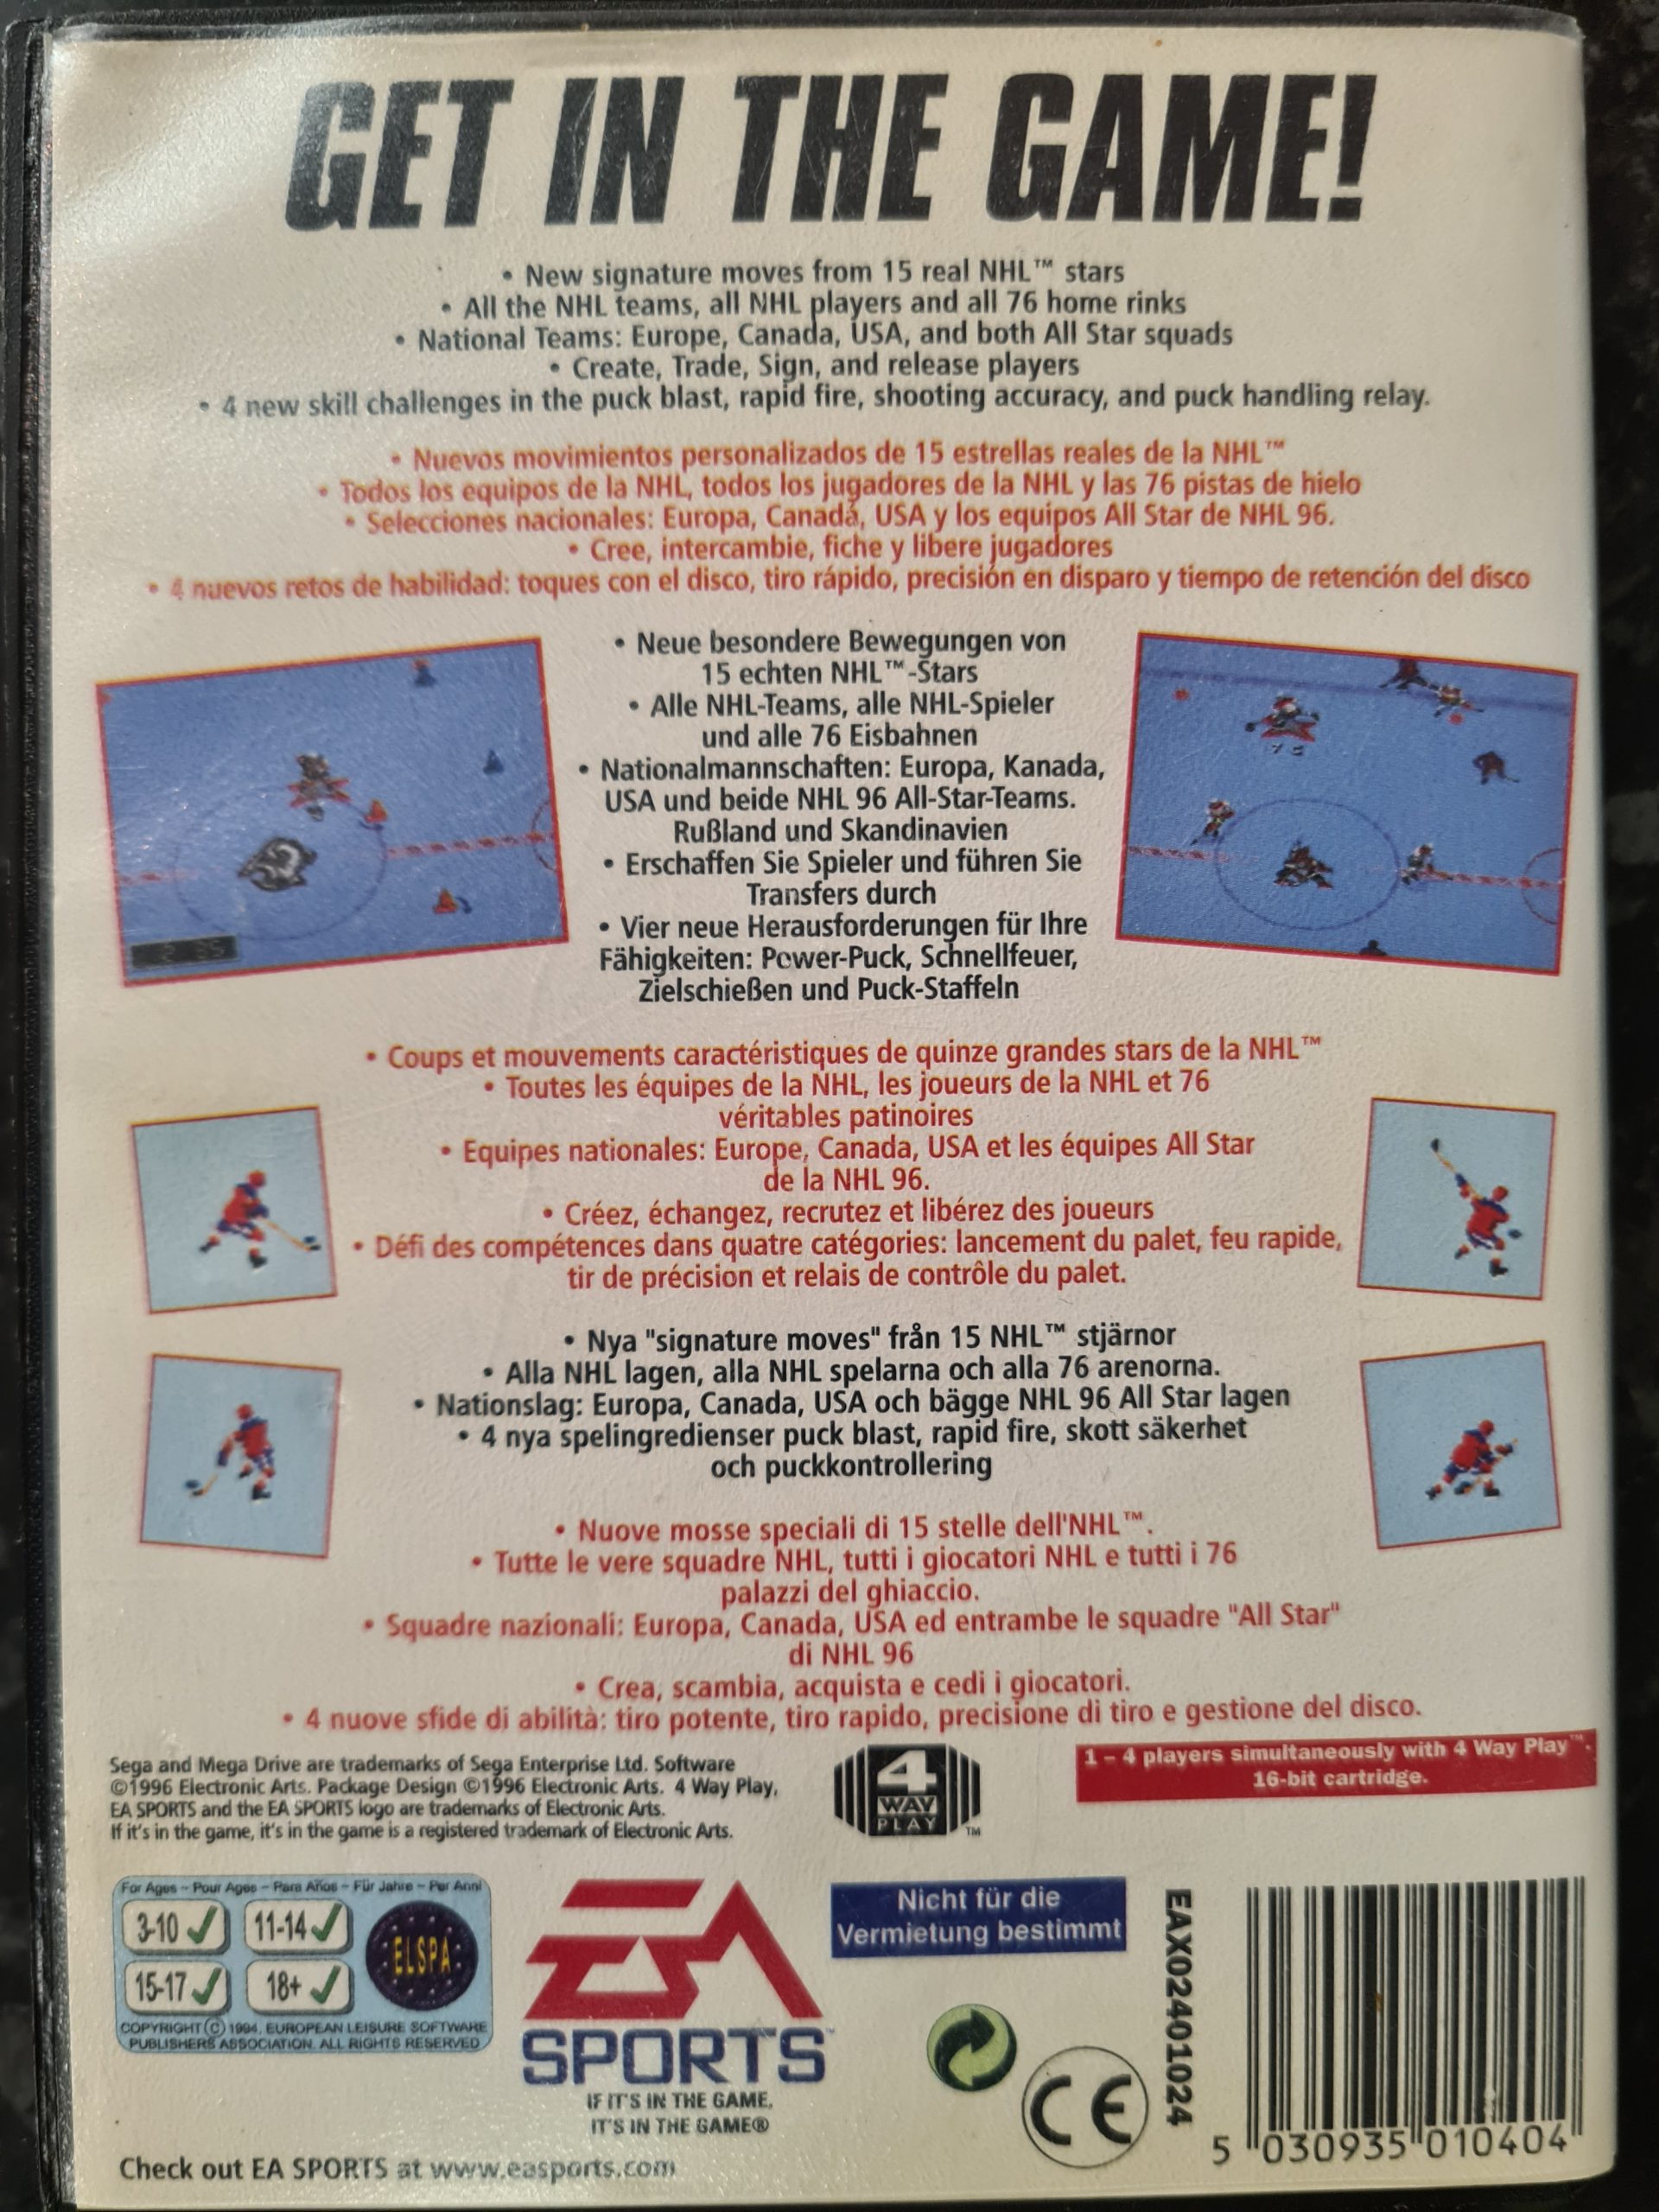 GET IN THE GAME!
• New signature moves from 15 real NHL™ stars
• All the NHL teams, all NHL players and all 76 home rinks
• National Teams: Europe, Canada, USA, and both All Star squads
• Create, Trade, Sign, and release players
• 4 new skill challenges in the puck blast, rapid fire, shooting accuracy, and puck handling relay.
• Nuevos movimientos personalizados de 15 estrellas reales de la NHL™
• Todos los equipos de la NHL, todos los jugadores de la NHL y las 76 pistas de hielo
• Selecciones nacionales: Europa, Canadá, USA y los equipos All Star de NHL 96.
• Cree, intercambie, fiche y libere jugadores
• 4 nuevos retos de habilidad: toques con el disco, tiro rápido, precisión en disparo y tiempo de retención del disco
• Neue besondere Bewegungen von
15 echten NHL™-Stars
• Alle NHL-Teams, alle NHL-Spieler
und alle 76 Eisbahnen
• Nationalmannschaften: Europa, Kanada,
USA und beide NHL 96 All-Star-Teams.
Rußland und Skandinavien
• Erschaffen Sie Spieler und führen Sie
Transfers durch
• Vier neue Herausforderungen für Ihre
Fähigkeiten: Power-Puck, Schnellfeuer,
Zielschießen und Puck-Staffeln
• Coups et mouvements caractéristiques de quinze grandes stars de la NHL™
• Toutes les équipes de la NHL, les joueurs de la NHL et 76
véritables patinoires
• Equipes nationales: Europe, Canada, USA et les équipes All Star
de la NHL 96.
• Créez, échangez, recrutez et libérez des joueurs
• Défi des compétences dans quatre catégories: lancement du palet, feu rapide,
tir de précision et relais de contrôle du palet.
• Nya "signature moves" från 15 NHL™ stjärnor
• Alla NHL lagen, alla NHL spelarna och alla 76 arenorna.
• Nationslag: Europa, Canada, USA och bägge NHL 96 All Star lagen
• 4 nya spelingredienser puck blast, rapid fire, skott säkerhet
och puckkontrollering
• Nuove mosse speciali di 15 stelle dell'NHL™.
• Tutte le vere squadre NHL, tutti i giocatori NHL e tutti i 76
palazzi del ghiaccio.
• Squadre nazionali: Europa, Canada, USA ed entrambe le squadre "All Star"
di NHL 96
• Crea, scambia, acquista e cedi i giocatori.
• 4 nuove sfide di abilità: tiro potente, tiro rapido, precisione di tiro e gestione del disco.
Sega and Mega Drive are trademarks of Sega Enterprise Ltd. Software
©1996 Electronic Arts. Package Design ©1996 Electronic Arts. 4 Way Play,
EA SPORTS and the EA SPORTS logo are trademarks of Electronic Arts.
If it's in the game, it's in the game is a registered trademark of Electronic Arts.
4
WAY
PLAY™
1 – 4 players simultaneously with 4 Way Play™.
16-bit cartridge.
For Ages – Pour Ages – Para Años – Für Jahre – Per Anni
3-10 ✓ 11-14 ✓
15-17 ✓ 18+ ✓
ELSPA
COPYRIGHT © 1994. EUROPEAN LEISURE SOFTWARE
PUBLISHERS ASSOCIATION. ALL RIGHTS RESERVED
EA
SPORTS™
IF IT'S IN THE GAME,
IT'S IN THE GAME®
Nicht für die
Vermietung bestimmt
CE
EAX02401024
5 030935 010404
Check out EA SPORTS at www.easports.com